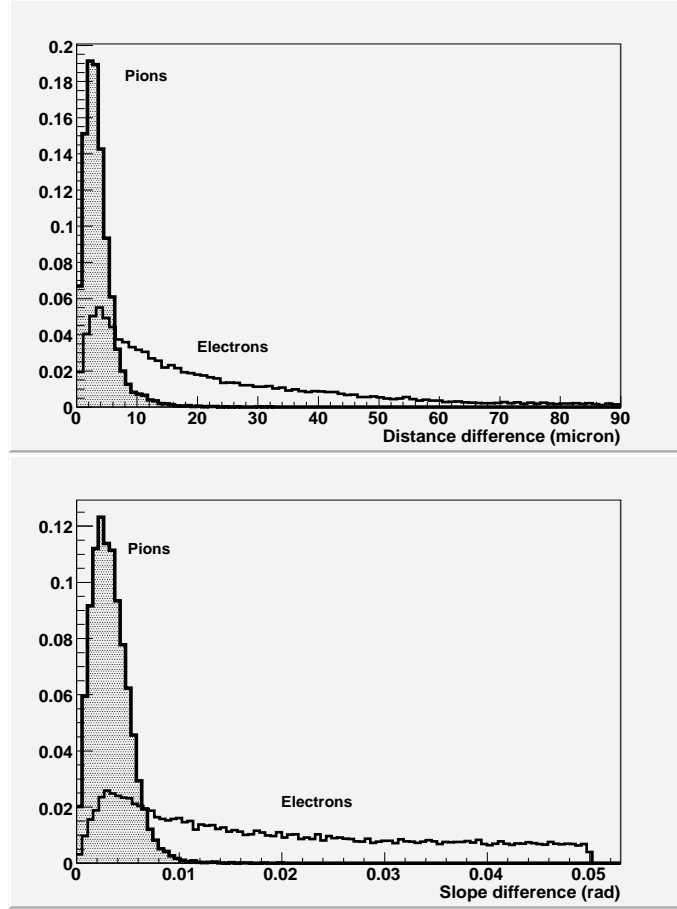 0.2
0.18
Pions
0.16
0.14
0.12
0.1
0.08
0.06
0.04
Electrons
0.02
0
0 10 20 30 40 50 60 70 80 90
Distance difference (micron)
0.12
Pions
0.1
0.08
0.06
0.04
Electrons
0.02
0
0 0.01 0.02 0.03 0.04 0.05
Slope difference (rad)